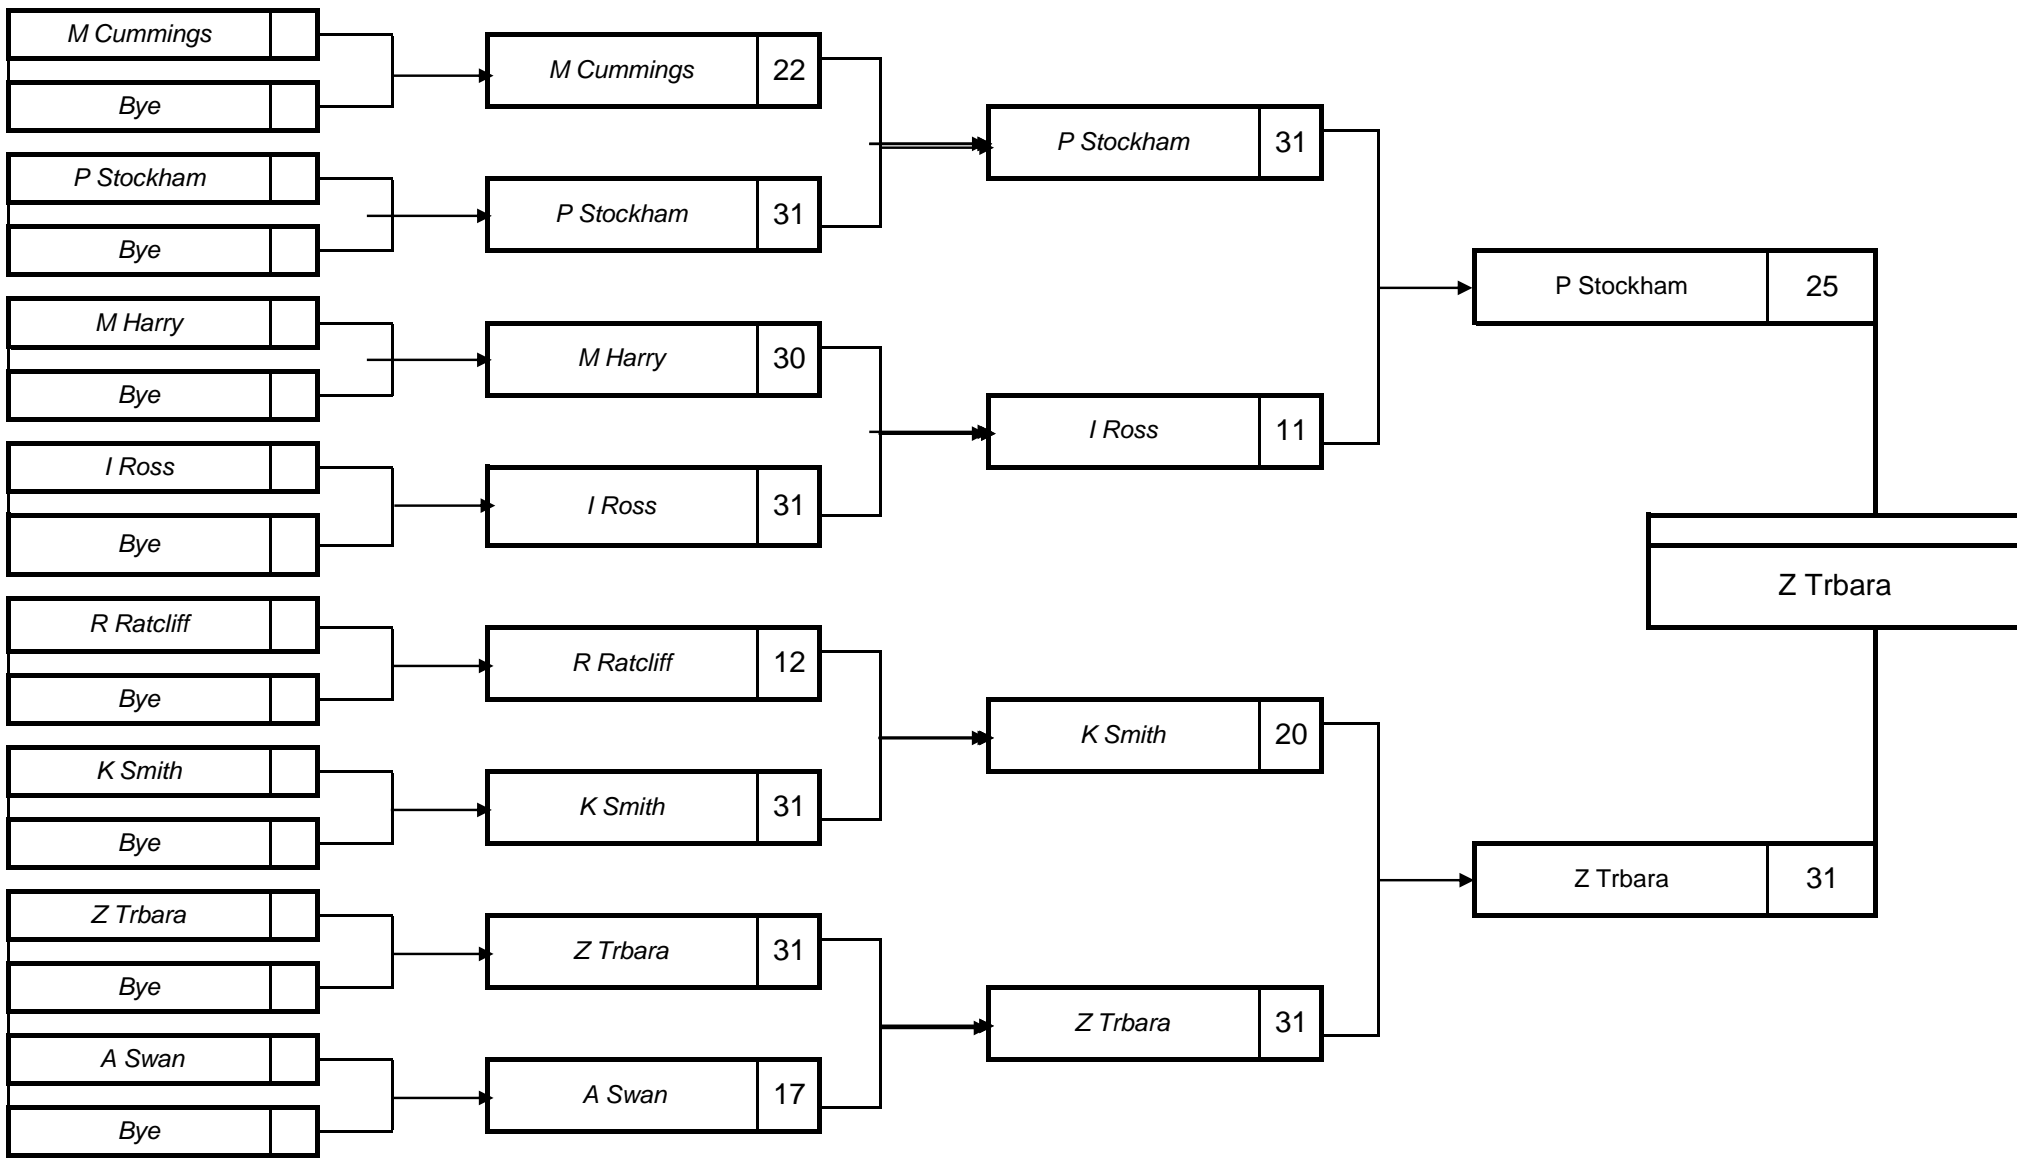 M Cummings
Bye
P Stockham
Bye
M Harry
Bye
I Ross
Bye
R Ratcliff
Bye
K Smith
Bye
Z Trbara
Bye
A Swan
Bye
M Cummings 22
P Stockham 31
M Harry 30
I Ross 31
R Ratcliff 12
K Smith 31
Z Trbara 31
A Swan 17
P Stockham 31
I Ross 11
K Smith 20
Z Trbara 31
P Stockham 25
Z Trbara 31
Z Trbara